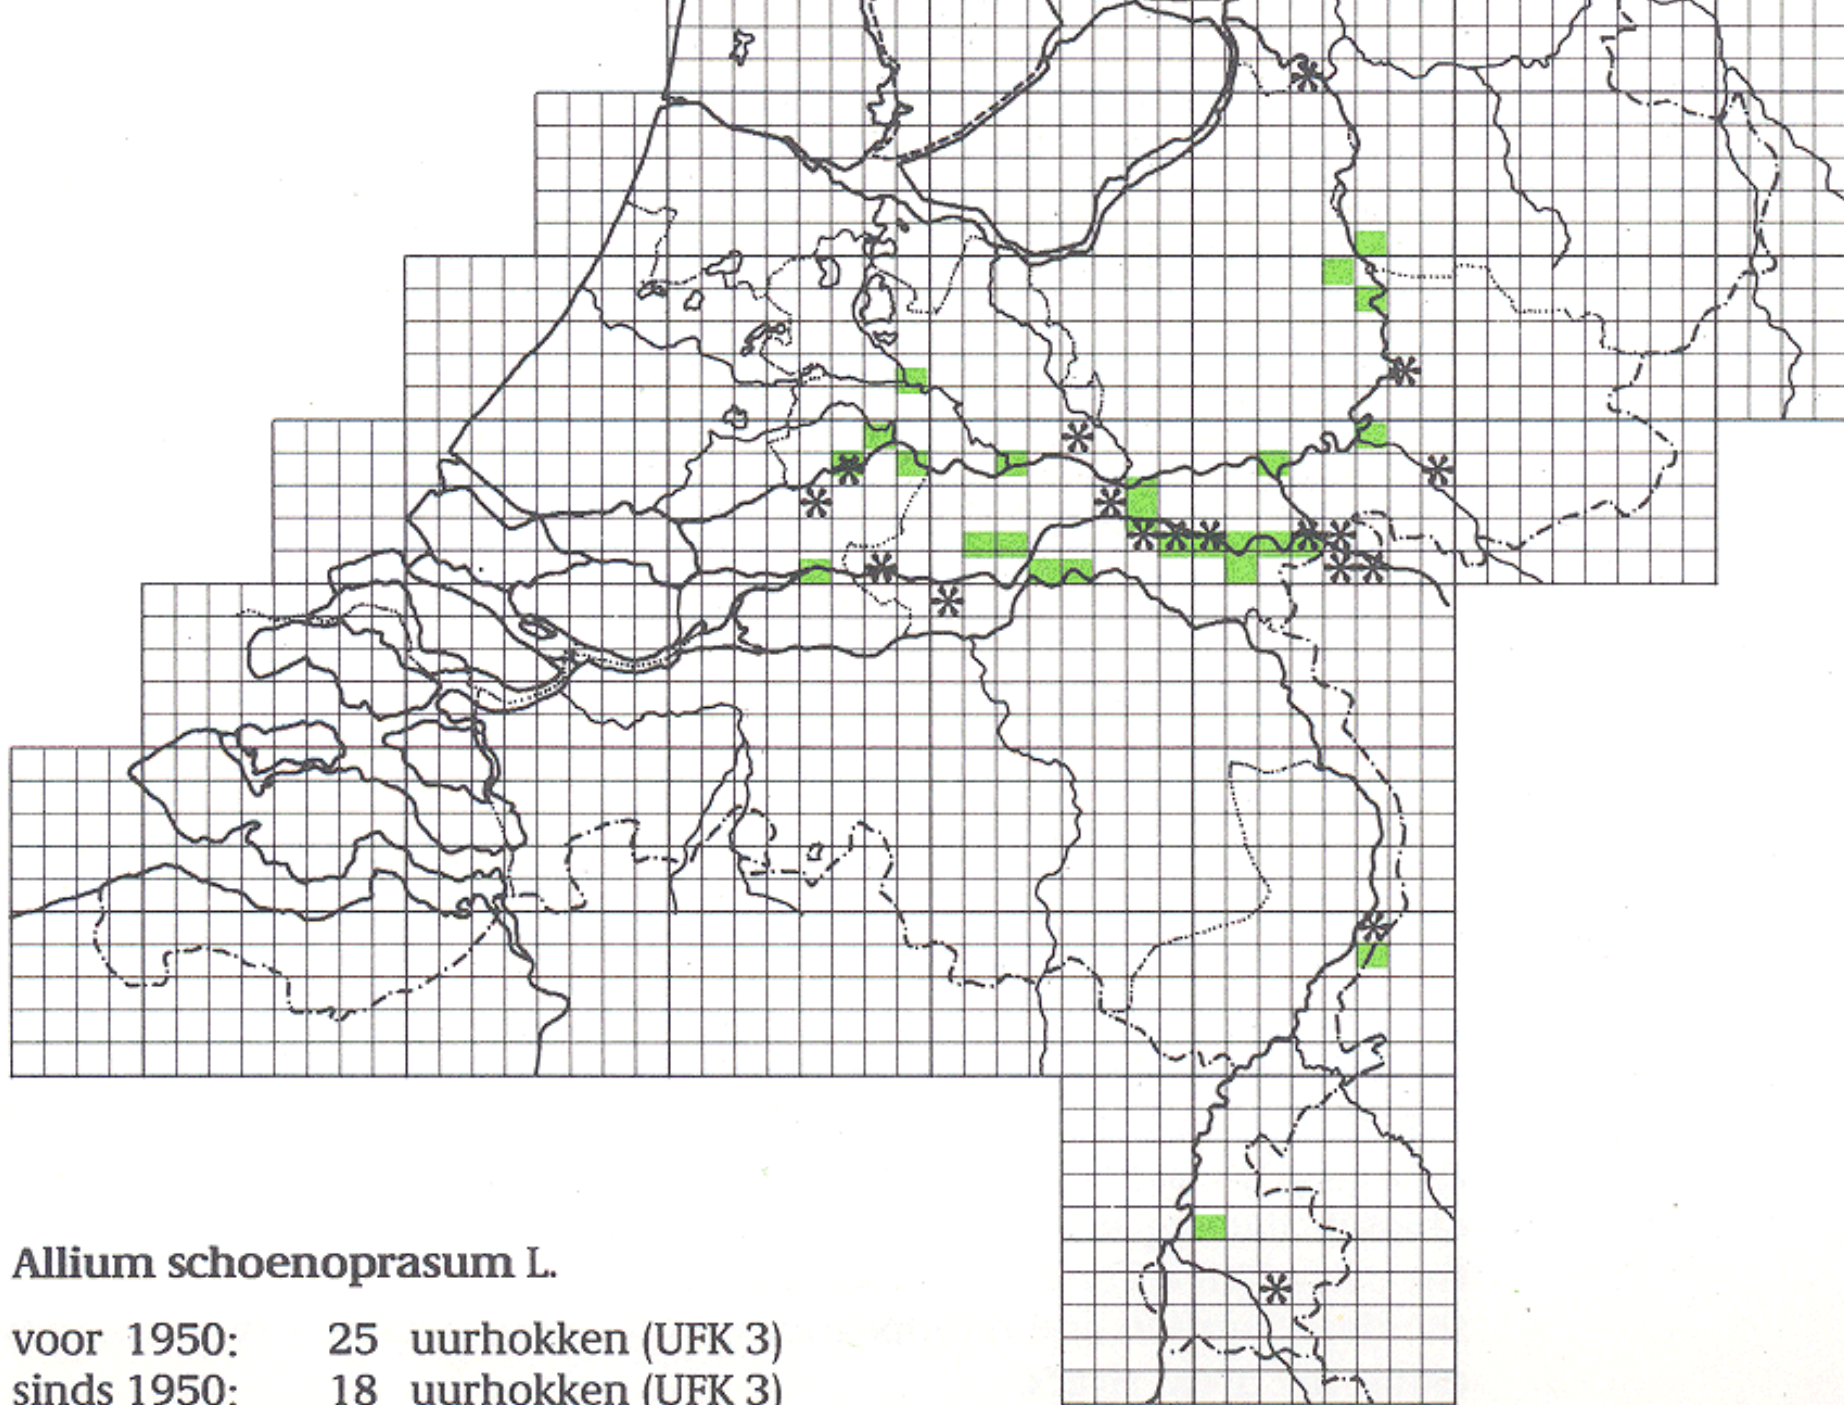 Allium schoenoprasum L.
voor 1950: 25 uurhokken (UFK 3)
sinds 1950: 18 uurhokken (UFK 3)